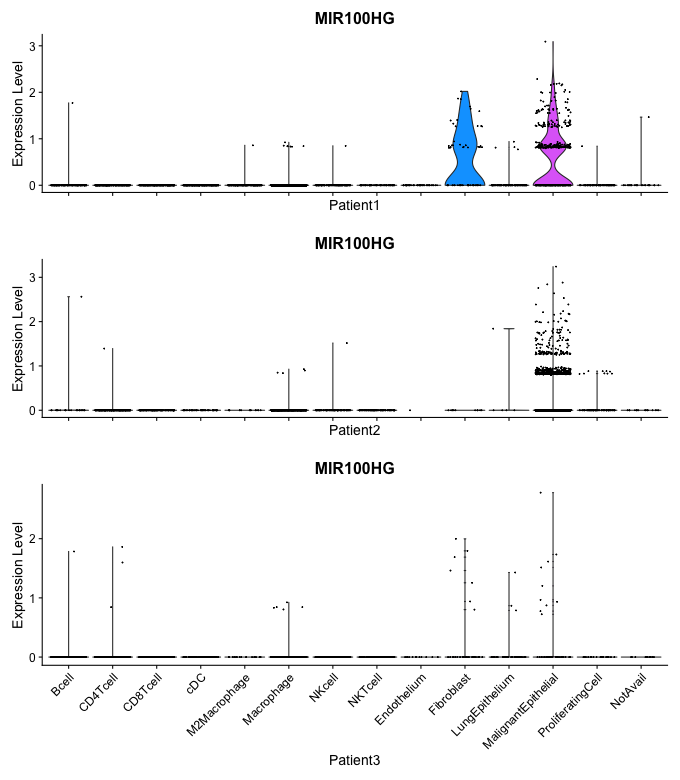 MIR100HG
Expression Level
3
2
1
0
Patient1
MIR100HG
Expression Level
3
2
1
0
Patient2
MIR100HG
Expression Level
2
1
0
Bcell
CD4Tcell
CD8Tcell
cDC
M2Macrophage
Macrophage
NKcell
NKTcell
Endothelium
Fibroblast
LungEpithelium
MalignantEpithelial
ProliferatingCell
NotAvail
Patient3